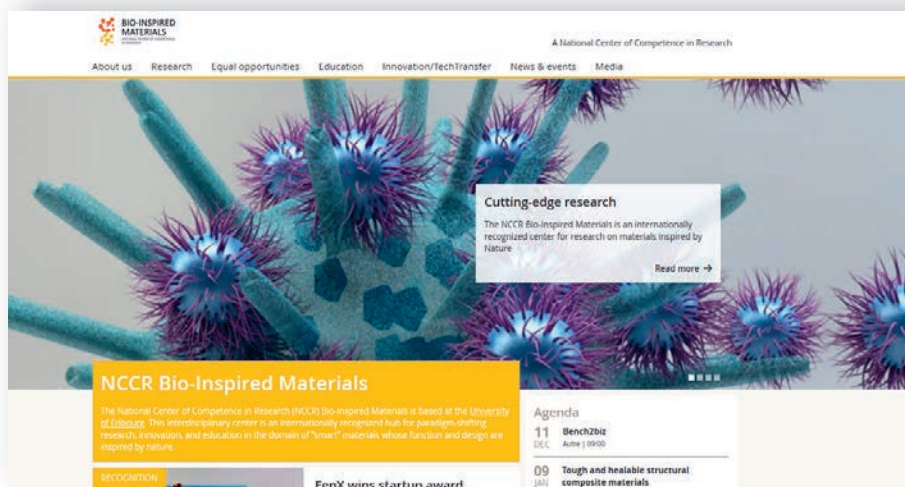 BIO-INSPIRED
MATERIALS
A National Center of Competence in Research
About us Research Equal opportunities Education Innovation/TechTransfer News & events Media
Cutting-edge research
The NCCR Bio-Inspired Materials is an internationally
recognized center for research on materials inspired by
Nature
Read more →
NCCR Bio-Inspired Materials
The National Center of Competence in Research (NCCR) Bio-Inspired Materials is based at the University
of Fribourg. This interdisciplinary center is an internationally recognized hub for paradigm-shifting
research, innovation, and education in the domain of "smart" materials whose function and design are
inspired by nature.
Agenda
11 Bench2biz
DEC Autre | 09:00
09 Tough and healable structural
JAN composite materials
RECOGNITION
FenX wins startup award